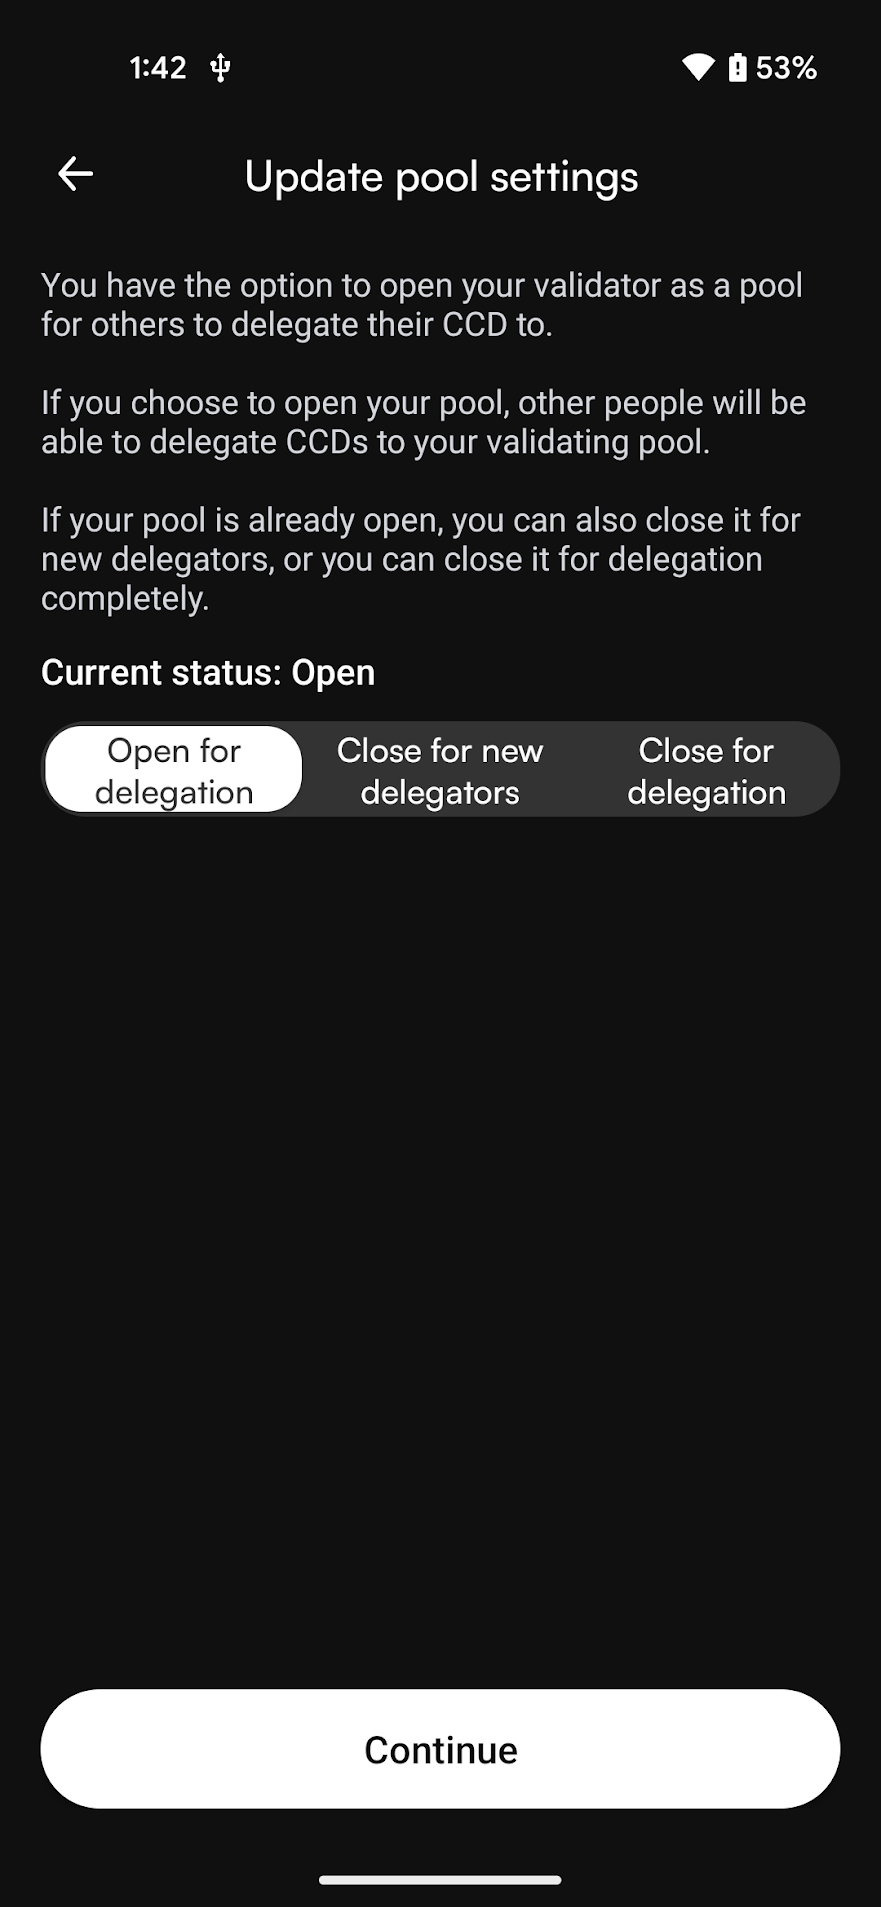 1:42
53%
Update pool settings
You have the option to open your validator as a pool
for others to delegate their CCD to.
If you choose to open your pool, other people will be
able to delegate CCDs to your validating pool.
If your pool is already open, you can also close it for
new delegators, or you can close it for delegation
completely.
Current status: Open
Open for
delegation
Close for new
delegators
Close for
delegation
Continue